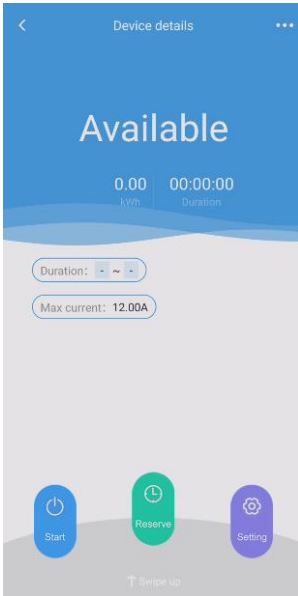 Device details
Available
0.00 00:00:00
kWh Duration
Duration: - ~ -
Max current: 12.00A
Start
Reserve
Setting
Swipe up